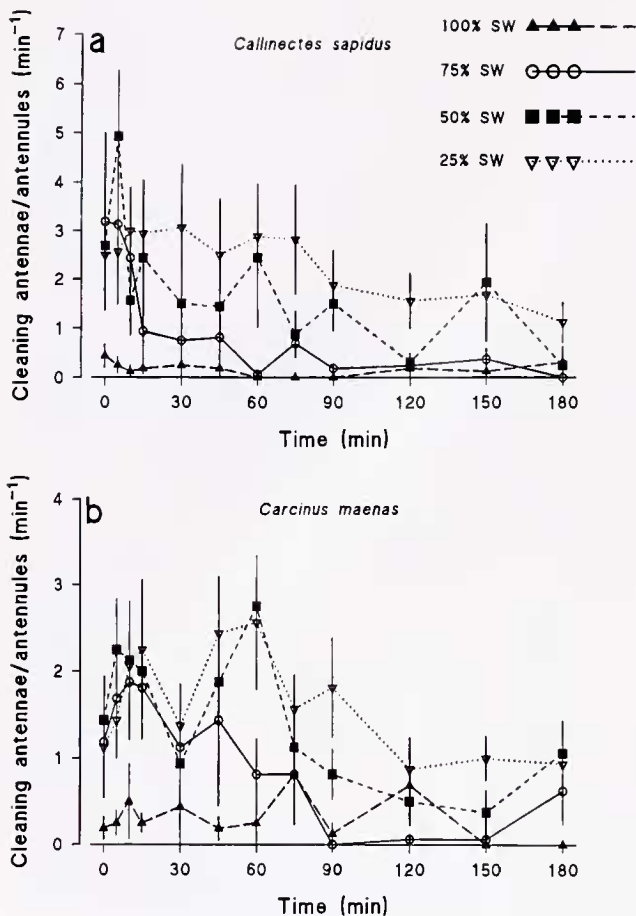 a
Callinectes sapidus
100% SW
75% SW
50% SW
25% SW
Cleaning antennae/antennules (min⁻¹)
7
6
5
4
3
2
1
0
0 30 60 90 120 150 180
Time (min)
b
Carcinus maenas
Cleaning antennae/antennules (min⁻¹)
4
3
2
1
0
0 30 60 90 120 150 180
Time (min)